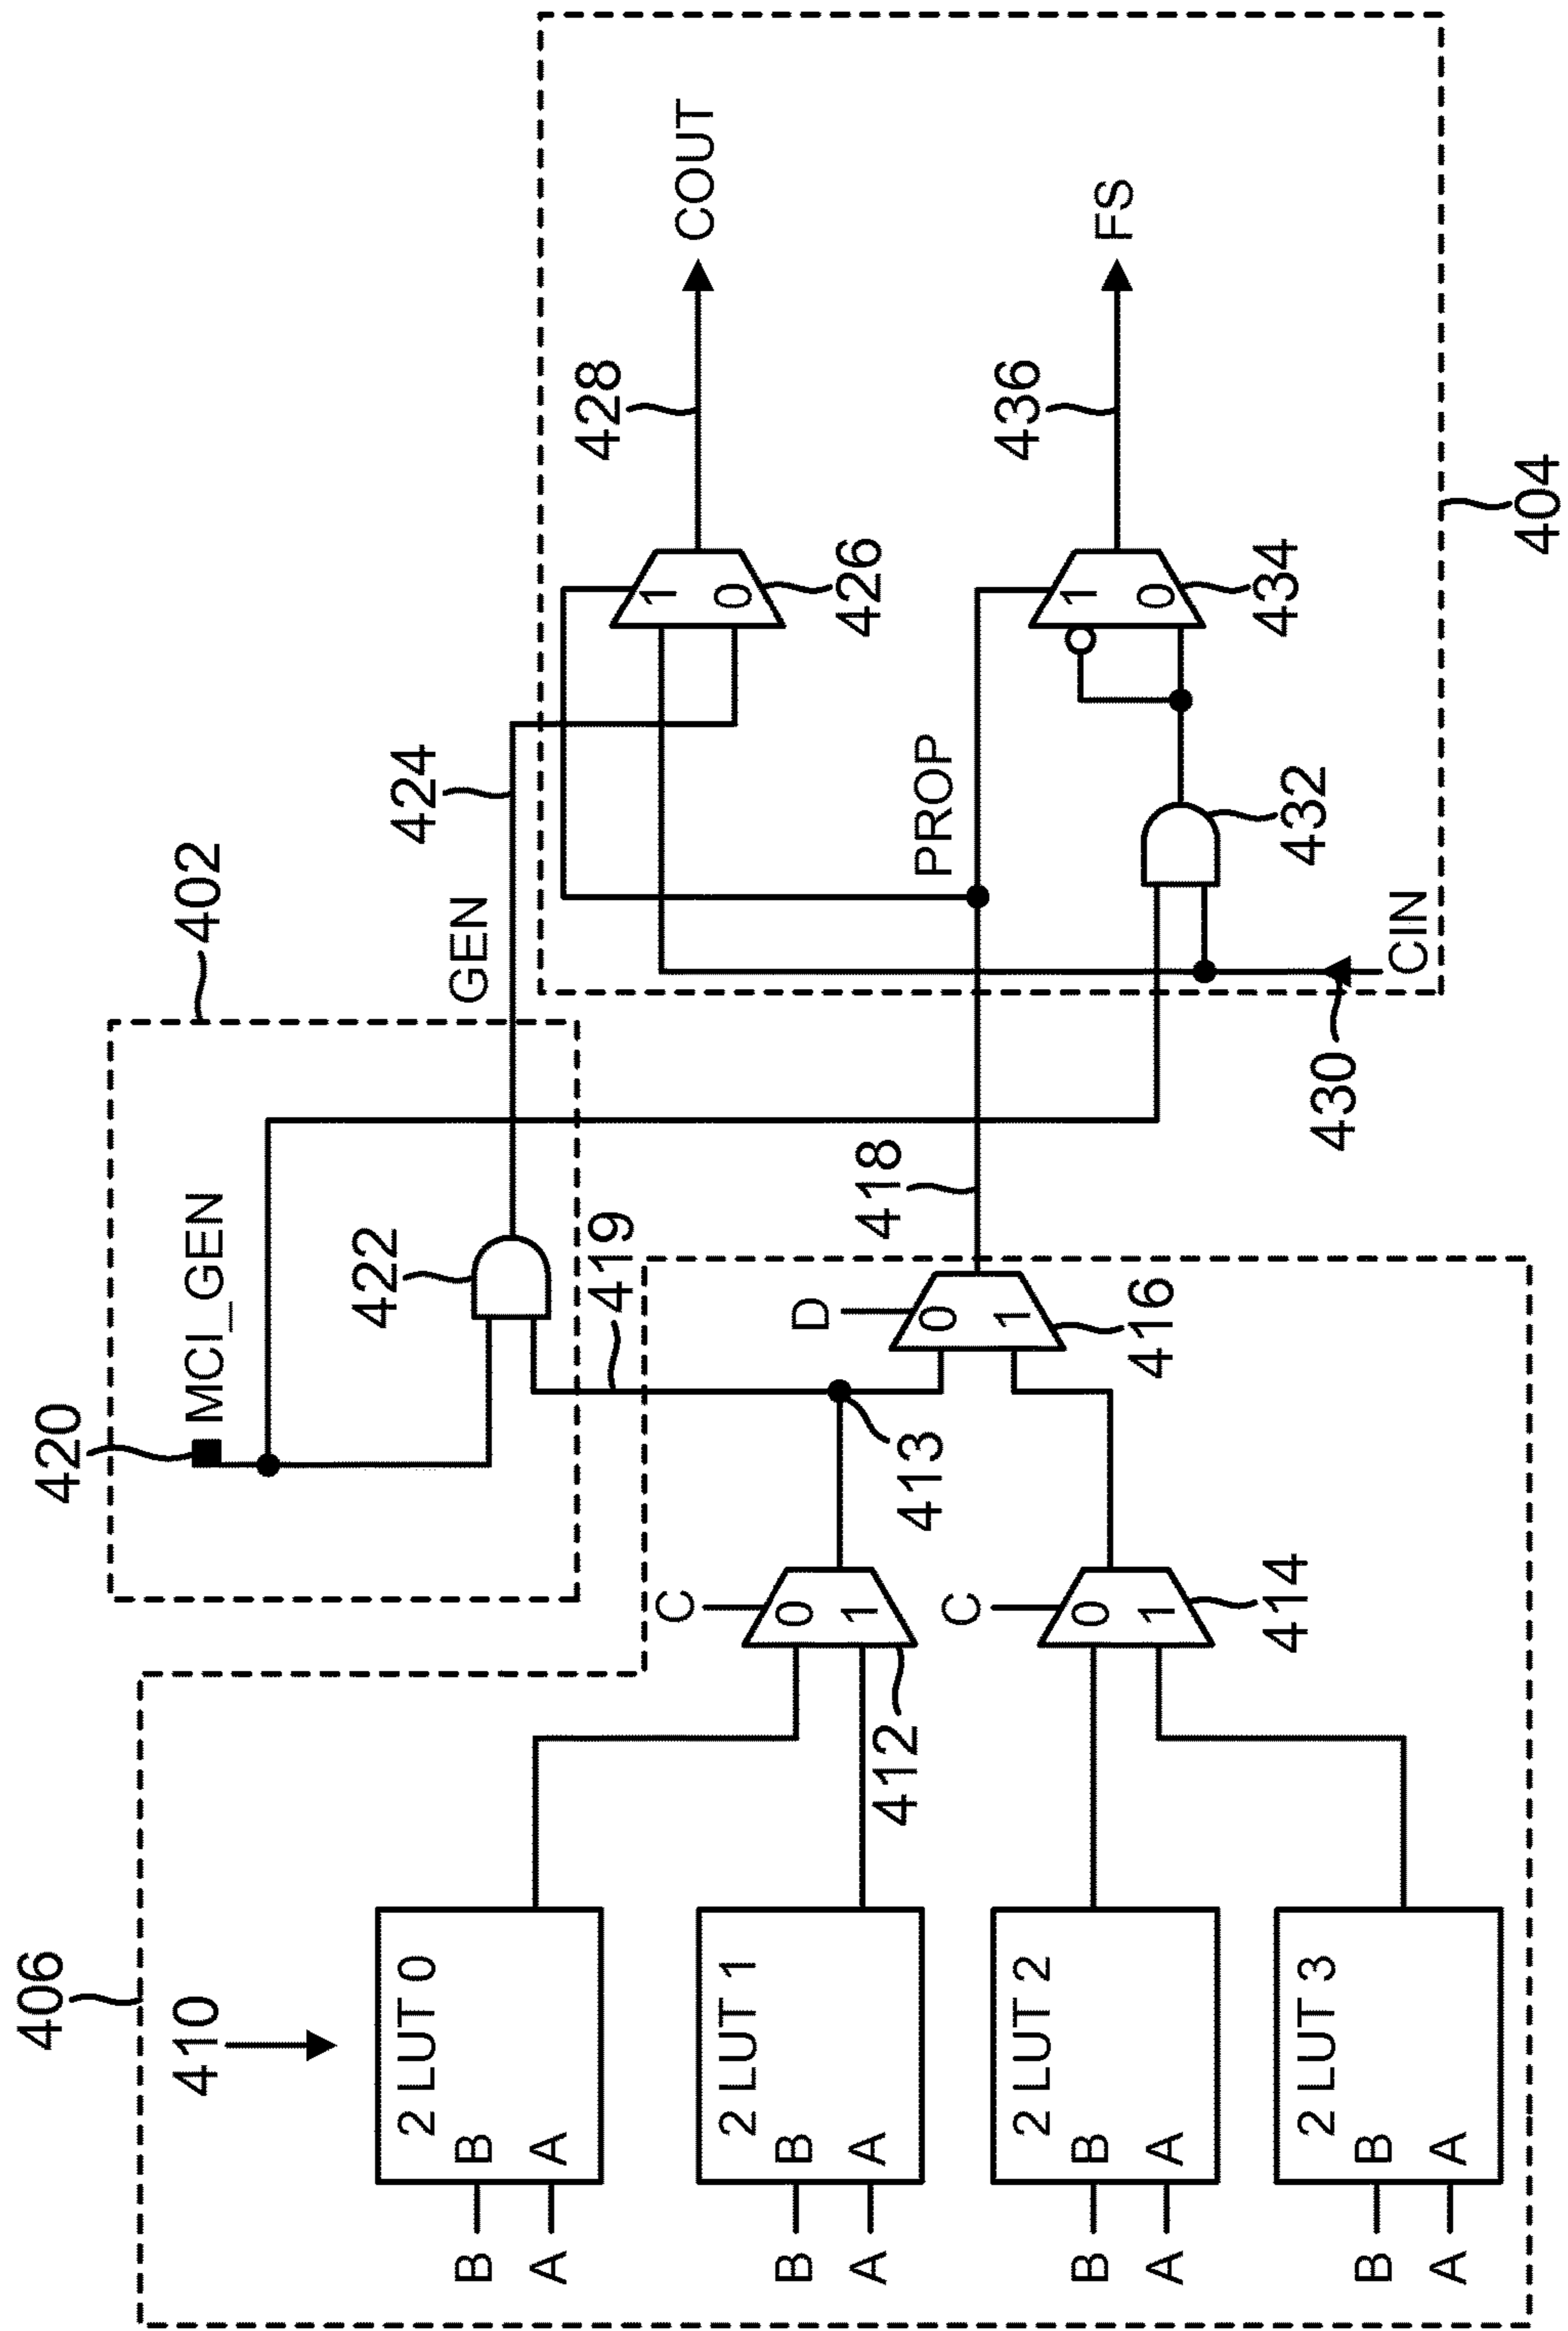 406
410
2 LUT 0
B
A
B
A
2 LUT 1
B
A
B
A
2 LUT 2
B
A
B
A
2 LUT 3
B
A
B
A
C
0
1
412
C
0
1
414
413
D
0
1
416
418
419
420
MCI_GEN
422
402
GEN
424
PROP
430
CIN
432
1
0
426
428
COUT
1
0
434
436
FS
404